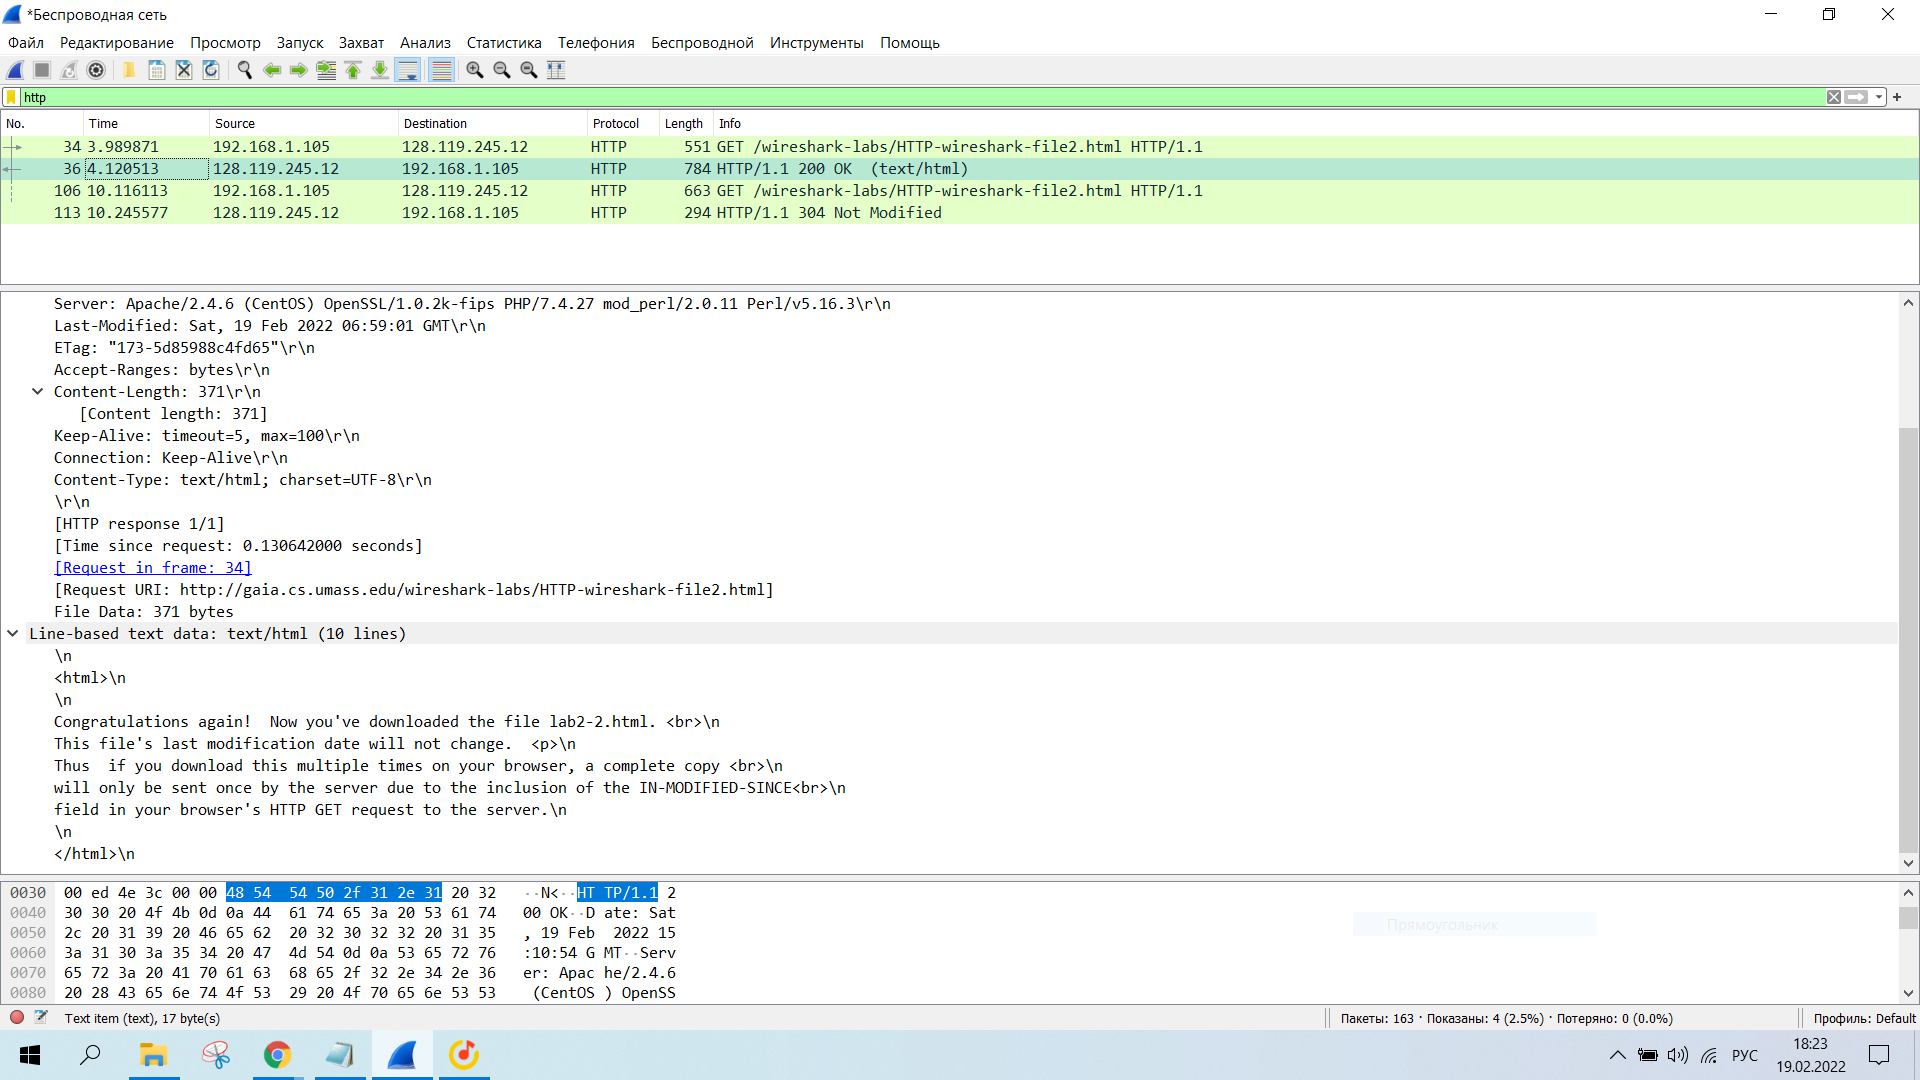 *Беспроводная сеть
Файл Редактирование Просмотр Запуск Захват Анализ Статистика Телефония Беспроводной Инструменты Помощь
http
No. Time Source Destination Protocol Length Info
34 3.989871 192.168.1.105 128.119.245.12 HTTP 551 GET /wireshark-labs/HTTP-wireshark-file2.html HTTP/1.1
36 4.120513 128.119.245.12 192.168.1.105 HTTP 784 HTTP/1.1 200 OK  (text/html)
106 10.116113 192.168.1.105 128.119.245.12 HTTP 663 GET /wireshark-labs/HTTP-wireshark-file2.html HTTP/1.1
113 10.245577 128.119.245.12 192.168.1.105 HTTP 294 HTTP/1.1 304 Not Modified
Server: Apache/2.4.6 (CentOS) OpenSSL/1.0.2k-fips PHP/7.4.27 mod_perl/2.0.11 Perl/v5.16.3\r\n
Last-Modified: Sat, 19 Feb 2022 06:59:01 GMT\r\n
ETag: "173-5d85988c4fd65"\r\n
Accept-Ranges: bytes\r\n
Content-Length: 371\r\n
[Content length: 371]
Keep-Alive: timeout=5, max=100\r\n
Connection: Keep-Alive\r\n
Content-Type: text/html; charset=UTF-8\r\n
\r\n
[HTTP response 1/1]
[Time since request: 0.130642000 seconds]
[Request in frame: 34]
[Request URI: http://gaia.cs.umass.edu/wireshark-labs/HTTP-wireshark-file2.html]
File Data: 371 bytes
Line-based text data: text/html (10 lines)
\n
<html>\n
\n
Congratulations again!  Now you've downloaded the file lab2-2.html. <br>\n
This file's last modification date will not change.  <p>\n
Thus  if you download this multiple times on your browser, a complete copy <br>\n
will only be sent once by the server due to the inclusion of the IN-MODIFIED-SINCE<br>\n
field in your browser's HTTP GET request to the server.\n
\n
</html>\n
0030 00 ed 4e 3c 00 00 48 54 54 50 2f 31 2e 31 20 32 ··N<··HT TP/1.1 2
0040 30 30 20 4f 4b 0d 0a 44 61 74 65 3a 20 53 61 74 00 OK··D ate: Sat
0050 2c 20 31 39 20 46 65 62 20 32 30 32 32 20 31 35 , 19 Feb  2022 15
0060 3a 31 30 3a 35 34 20 47 4d 54 0d 0a 53 65 72 76 :10:54 G MT··Serv
0070 65 72 3a 20 41 70 61 63 68 65 2f 32 2e 34 2e 36 er: Apac he/2.4.6
0080 20 28 43 65 6e 74 4f 53 29 20 4f 70 65 6e 53 53 (CentOS ) OpenSS
Прямоугольник
Text item (text), 17 byte(s) Пакеты: 163 · Показаны: 4 (2.5%) · Потеряно: 0 (0.0%) Профиль: Default
РУС
18:23
19.02.2022